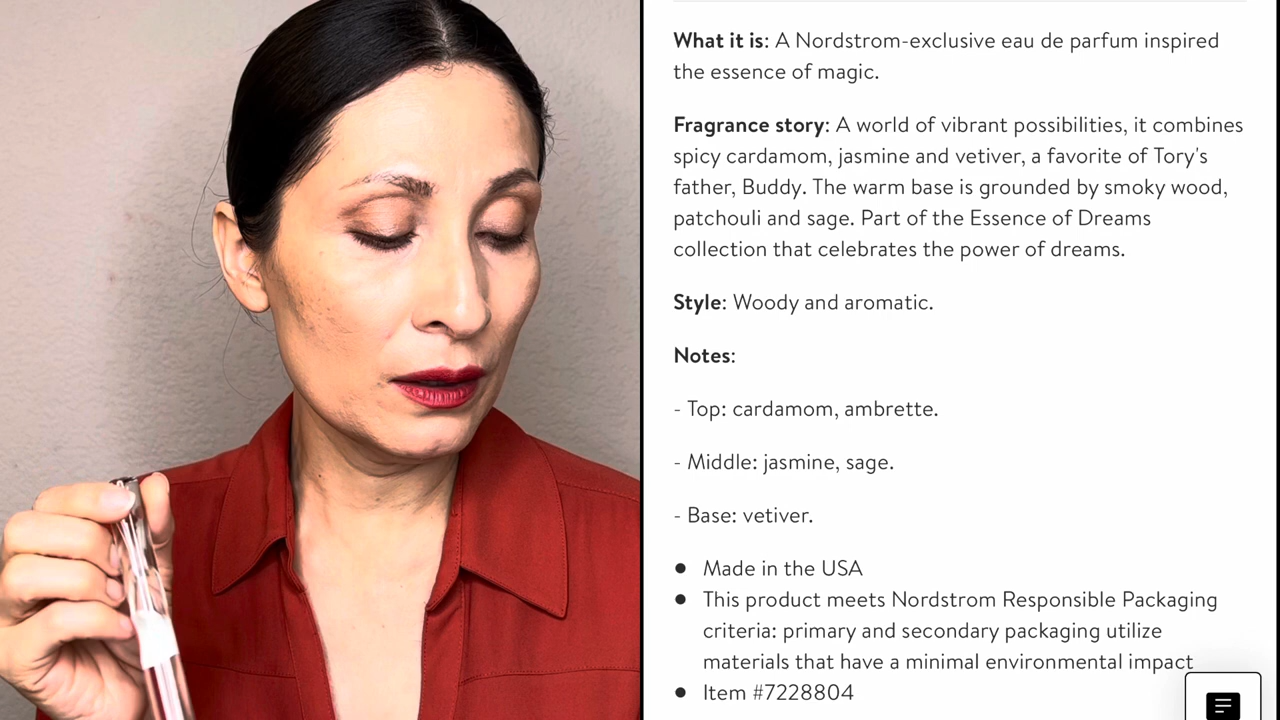 What it is: A Nordstrom-exclusive eau de parfum inspired
the essence of magic.
Fragrance story: A world of vibrant possibilities, it combines
spicy cardamom, jasmine and vetiver, a favorite of Tory's
father, Buddy. The warm base is grounded by smoky wood,
patchouli and sage. Part of the Essence of Dreams
collection that celebrates the power of dreams.
Style: Woody and aromatic.
Notes:
- Top: cardamom, ambrette.
- Middle: jasmine, sage.
- Base: vetiver.
● Made in the USA
● This product meets Nordstrom Responsible Packaging
criteria: primary and secondary packaging utilize
materials that have a minimal environmental impact
● Item #7228804